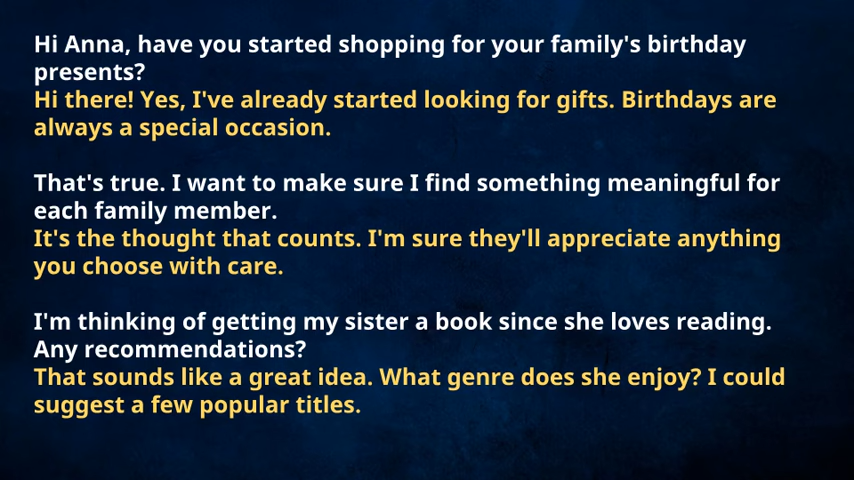 Hi Anna, have you started shopping for your family's birthday
presents?
Hi there! Yes, I've already started looking for gifts. Birthdays are
always a special occasion.
That's true. I want to make sure I find something meaningful for
each family member.
It's the thought that counts. I'm sure they'll appreciate anything
you choose with care.
I'm thinking of getting my sister a book since she loves reading.
Any recommendations?
That sounds like a great idea. What genre does she enjoy? I could
suggest a few popular titles.